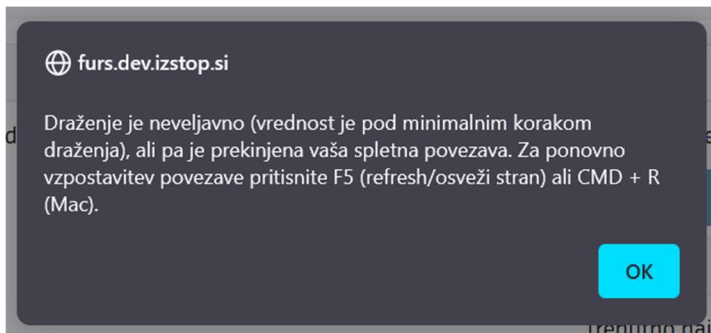 furs.dev.izstop.si
Draženje je neveljavno (vrednost je pod minimalnim korakom
draženja), ali pa je prekinjena vaša spletna povezava. Za ponovno
vzpostavitev povezave pritisnite F5 (refresh/osveži stran) ali CMD + R
(Mac).
OK